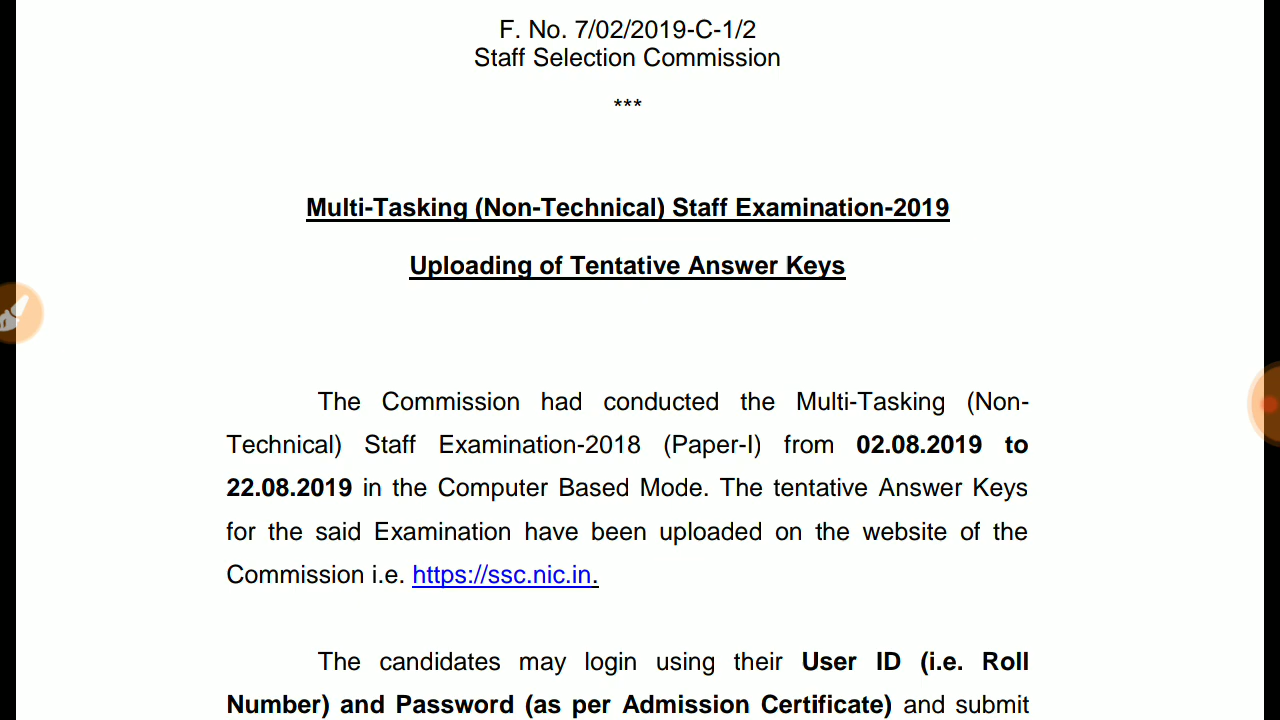 F. No. 7/02/2019-C-1/2
Staff Selection Commission
***
Multi-Tasking (Non-Technical) Staff Examination-2019
Uploading of Tentative Answer Keys
The Commission had conducted the Multi-Tasking (Non-
Technical) Staff Examination-2018 (Paper-I) from 02.08.2019 to
22.08.2019 in the Computer Based Mode. The tentative Answer Keys
for the said Examination have been uploaded on the website of the
Commission i.e. https://ssc.nic.in.
The candidates may login using their User ID (i.e. Roll
Number) and Password (as per Admission Certificate) and submit